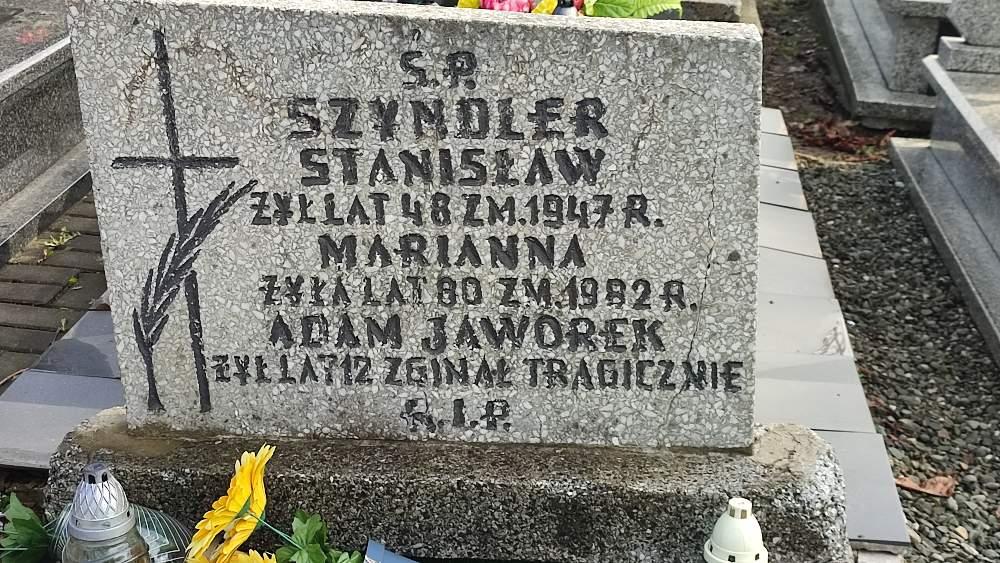 Ś.P.
SZYNDLER
STANISŁAW
ŻYŁ LAT 48 ZM.1947 R.
MARIANNA
ŻYŁA LAT 80 ZM.1982 R.
ADAM JAWOREK
ŻYŁ LAT 12 ZGINAŁ TRAGICZNIE
R.I.P.